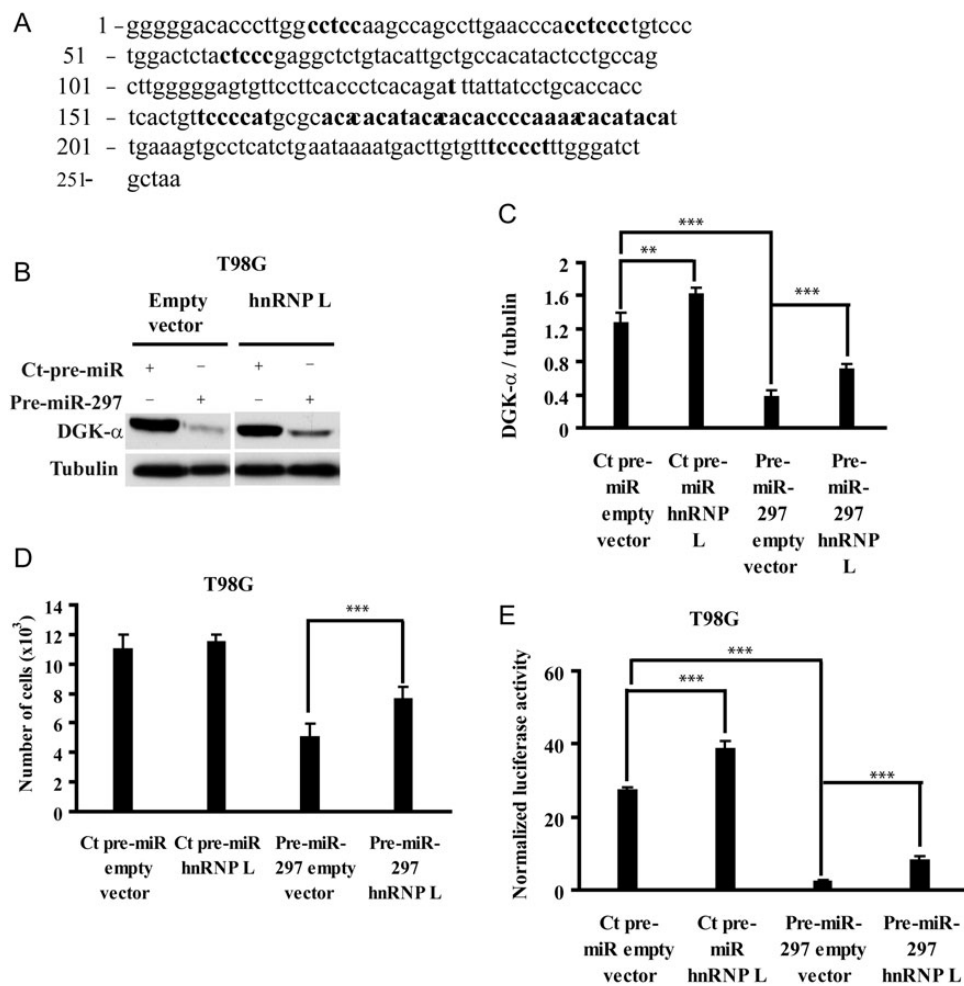 A
1 - gggggacacccttggcctccaagccagccttgaacccacctccctgtccc
51 - tggactctactcccgaggctctgtacattgctgccacatactcctgccag
101 - cttgggggagtgttccttcaccctcacagat ttattatcctgcaccacc
151 - tcactgttccccatgcgcacacacatacacacaccccaaaacacatacat
201 - tgaaagtgcctcatctgaataaaatgacttgtgtttcccctttgggatct
251- gctaa
B
T98G
Empty vector
hnRNP L
Ct-pre-miR + – + –
Pre-miR-297 – + – +
DGK-α
Tubulin
C
***
**
***
DGK-α / tubulin
2
1.6
1.2
0.8
0.4
0
Ct pre-miR empty vector
Ct pre-miR hnRNP L
Pre-miR-297 empty vector
Pre-miR-297 hnRNP L
D
T98G
***
Number of cells (x10³)
14
12
10
8
6
4
2
0
Ct pre-miR empty vector
Ct pre-miR hnRNP L
Pre-miR-297 empty vector
Pre-miR-297 hnRNP L
E
T98G
***
***
***
Normalized luciferase activity
60
40
20
0
Ct pre-miR empty vector
Ct pre-miR hnRNP L
Pre-miR-297 empty vector
Pre-miR-297 hnRNP L